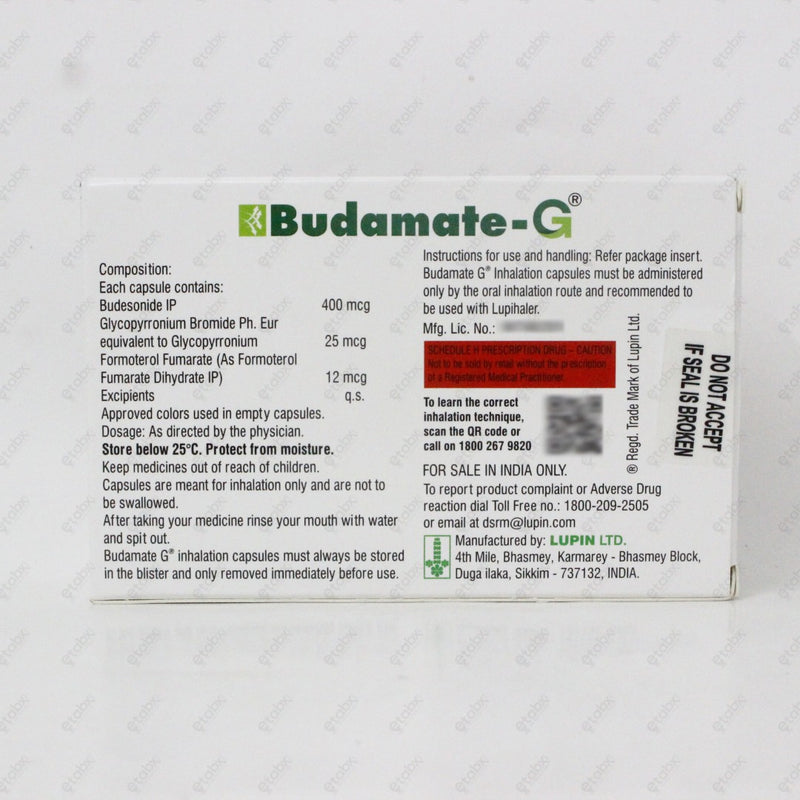 Budamate-G®
Composition:
Each capsule contains:
Budesonide IP 400 mcg
Glycopyrronium Bromide Ph. Eur
equivalent to Glycopyrronium 25 mcg
Formoterol Fumarate (As Formoterol
Fumarate Dihydrate IP) 12 mcg
Excipients q.s.
Approved colors used in empty capsules.
Dosage: As directed by the physician.
Store below 25°C. Protect from moisture.
Keep medicines out of reach of children.
Capsules are meant for inhalation only and are not to
be swallowed.
After taking your medicine rinse your mouth with water
and spit out.
Budamate G® inhalation capsules must always be stored
in the blister and only removed immediately before use.
Instructions for use and handling: Refer package insert.
Budamate G® Inhalation capsules must be administered
only by the oral inhalation route and recommended to
be used with Lupihaler.
Mfg. Lic. No.:
SCHEDULE H PRESCRIPTION DRUG – CAUTION
Not to be sold by retail without the prescription
of a Registered Medical Practitioner.
To learn the correct
inhalation technique,
scan the QR code or
call on 1800 267 9820
FOR SALE IN INDIA ONLY.
To report product complaint or Adverse Drug
reaction dial Toll Free no.: 1800-209-2505
or email at dsrm@lupin.com
Manufactured by: LUPIN LTD.
4th Mile, Bhasmey, Karmarey - Bhasmey Block,
Duga ilaka, Sikkim - 737132, INDIA.
® Regd. Trade Mark of Lupin Ltd.
DO NOT ACCEPT
IF SEAL IS BROKEN
etabx